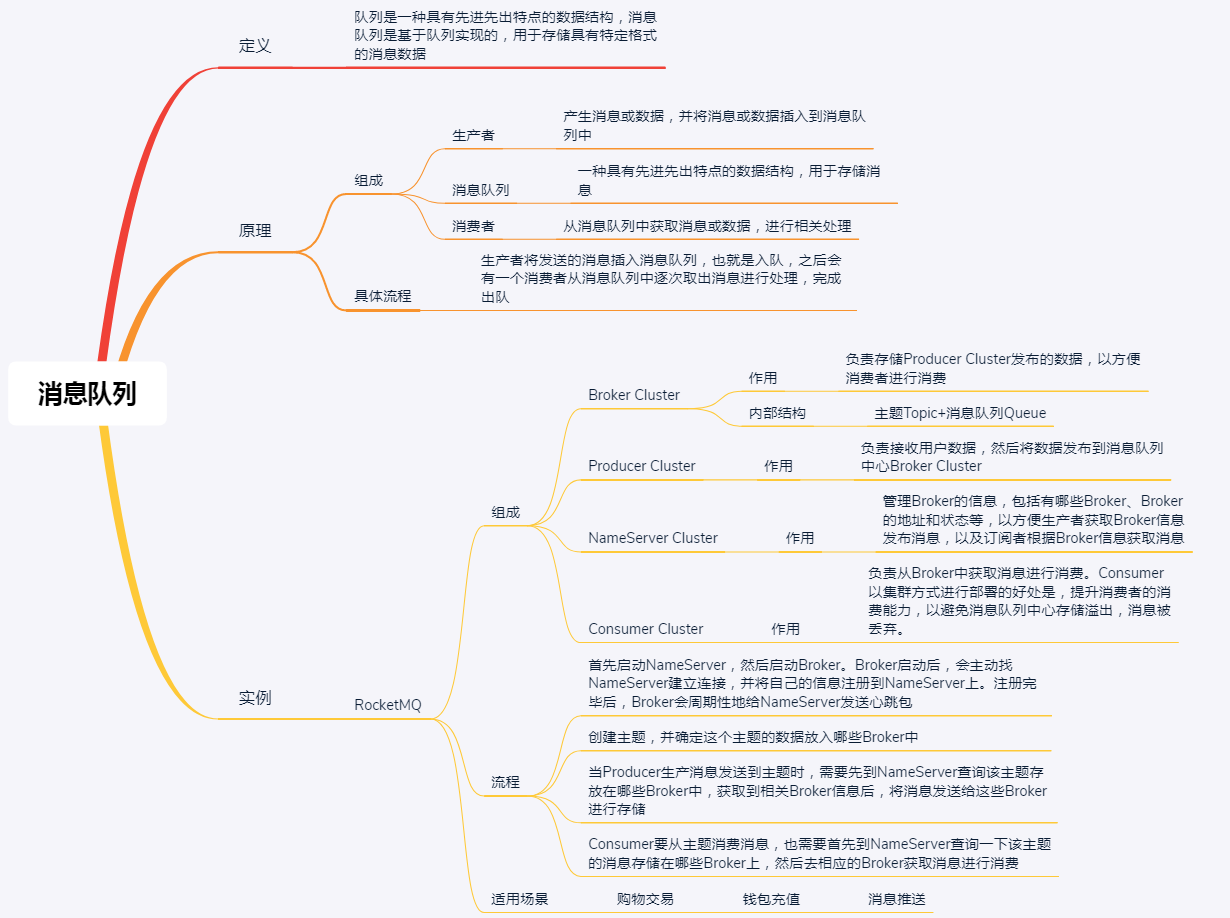 消息队列
定义
队列是一种具有先进先出特点的数据结构，消息
队列是基于队列实现的，用于存储具有特定格式
的消息数据
原理
组成
生产者
产生消息或数据，并将消息或数据插入到消息队
列中
消息队列
一种具有先进先出特点的数据结构，用于存储消
息
消费者
从消息队列中获取消息或数据，进行相关处理
具体流程
生产者将发送的消息插入消息队列，也就是入队，之后会
有一个消费者从消息队列中逐次取出消息进行处理，完成
出队
实例
RocketMQ
组成
Broker Cluster
作用
负责存储Producer Cluster发布的数据，以方便
消费者进行消费
内部结构
主题Topic+消息队列Queue
Producer Cluster
作用
负责接收用户数据，然后将数据发布到消息队列
中心Broker Cluster
NameServer Cluster
作用
管理Broker的信息，包括有哪些Broker、Broker
的地址和状态等，以方便生产者获取Broker信息
发布消息，以及订阅者根据Broker信息获取消息
Consumer Cluster
作用
负责从Broker中获取消息进行消费。Consumer
以集群方式进行部署的好处是，提升消费者的消
费能力，以避免消息队列中心存储溢出，消息被
丢弃。
流程
首先启动NameServer，然后启动Broker。Broker启动后，会主动找
NameServer建立连接，并将自己的信息注册到NameServer上。注册完
毕后，Broker会周期性地给NameServer发送心跳包
创建主题，并确定这个主题的数据放入哪些Broker中
当Producer生产消息发送到主题时，需要先到NameServer查询该主题存
放在哪些Broker中，获取到相关Broker信息后，将消息发送给这些Broker
进行存储
Consumer要从主题消费消息，也需要首先到NameServer查询一下该主题
的消息存储在哪些Broker上，然后去相应的Broker获取消息进行消费
适用场景
购物交易
钱包充值
消息推送